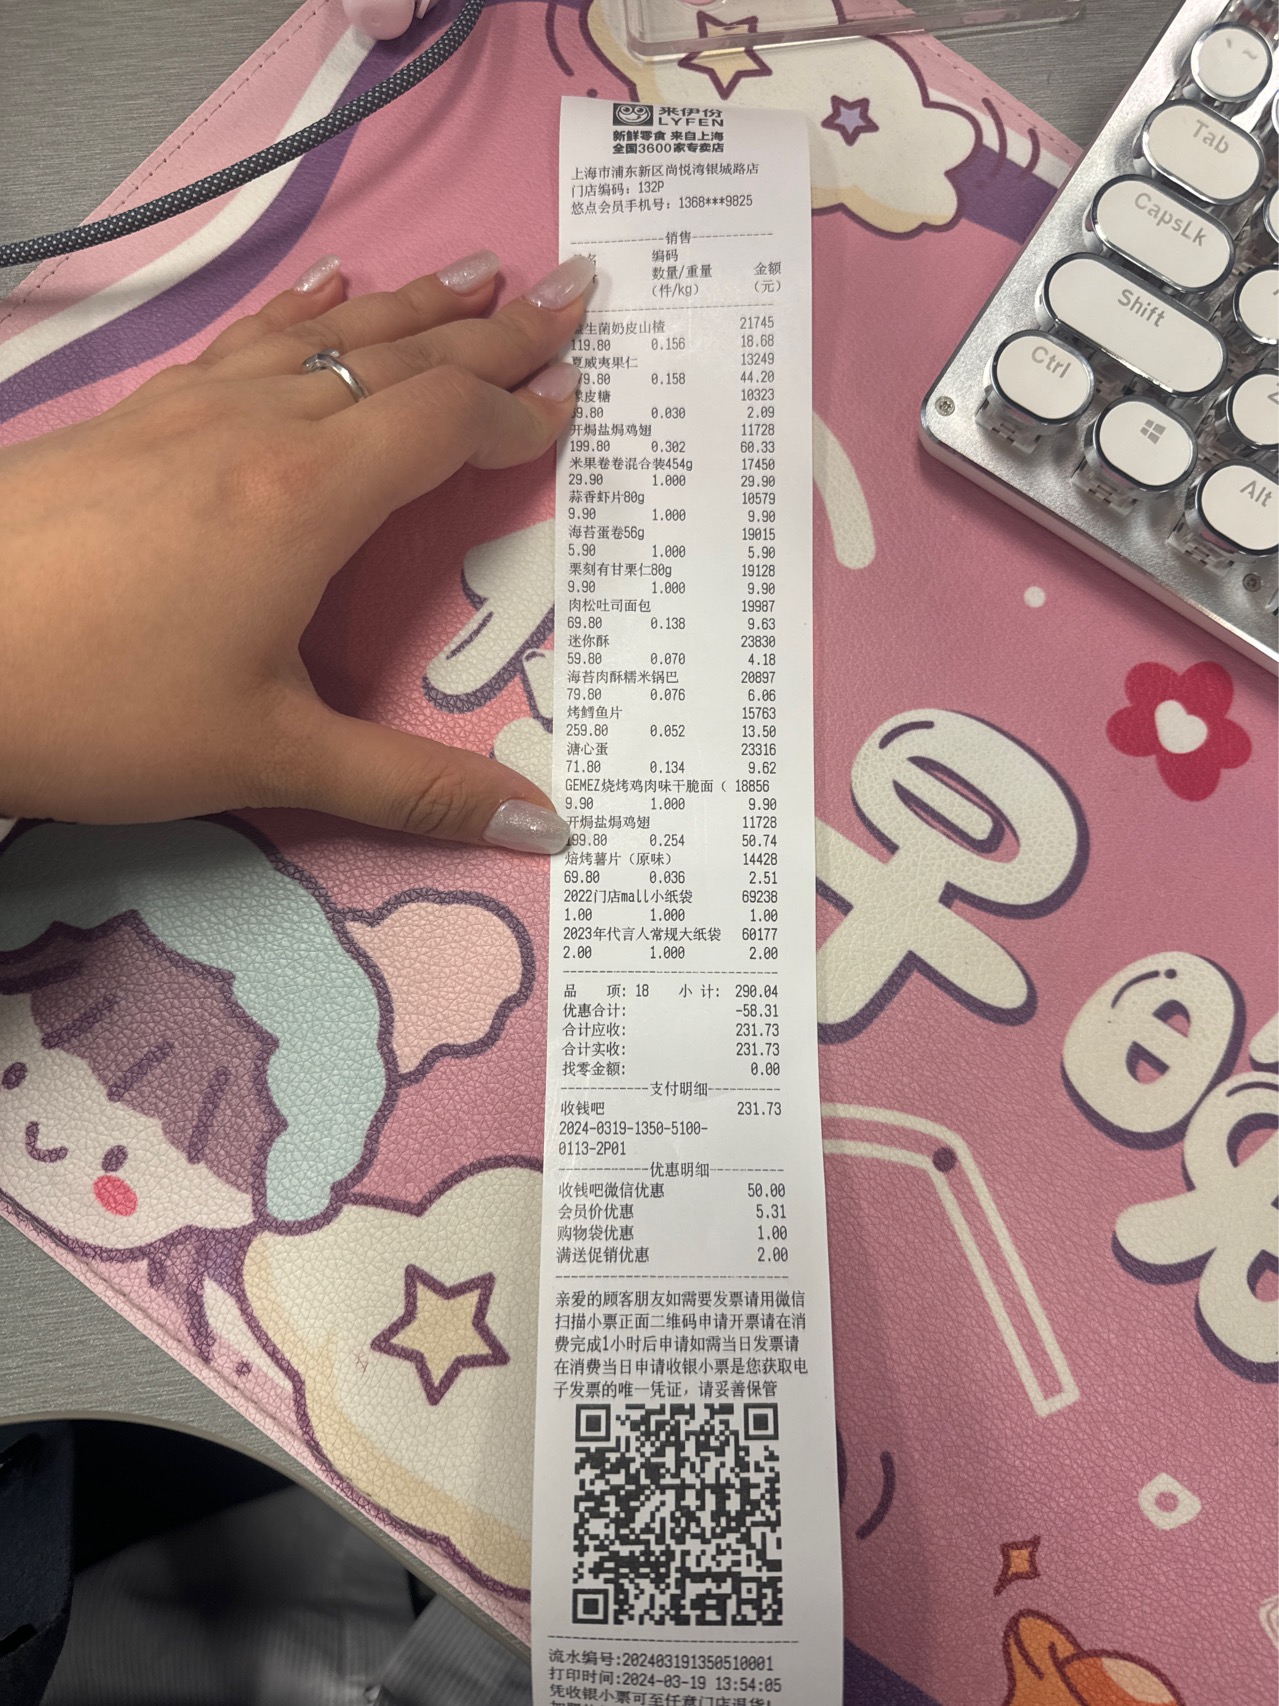 来伊份
LYFEN
新鲜零食 来自上海
全国3600家专卖店
上海市浦东新区尚悦湾银城路店
门店编码: 132P
悠点会员手机号: 1368***9825
销售
编码
数量/重量 金额
(件/kg) (元)
生菌奶皮山楂 21745
119.80 0.156 18.68
夏威夷果仁 13249
79.80 0.158 44.20
皮糖 10323
9.80 0.030 2.09
开焗盐焗鸡翅 11728
199.80 0.302 60.33
米果卷卷混合装454g 17450
29.90 1.000 29.90
蒜香虾片80g 10579
9.90 1.000 9.90
海苔蛋卷56g 19015
5.90 1.000 5.90
栗刻有甘栗仁80g 19128
9.90 1.000 9.90
肉松吐司面包 19987
69.80 0.138 9.63
迷你酥 23830
59.80 0.070 4.18
海苔肉酥糯米锅巴 20897
79.80 0.076 6.06
烤鳕鱼片 15763
259.80 0.052 13.50
溏心蛋 23316
71.80 0.134 9.62
GEMEZ烧烤鸡肉味干脆面( 18856
9.90 1.000 9.90
开焗盐焗鸡翅 11728
199.80 0.254 50.74
焙烤薯片(原味) 14428
69.80 0.036 2.51
2022门店mall小纸袋 69238
1.00 1.000 1.00
2023年代言人常规大纸袋 60177
2.00 1.000 2.00
品 项: 18 小 计: 290.04
优惠合计: -58.31
合计应收: 231.73
合计实收: 231.73
找零金额: 0.00
支付明细
收钱吧 231.73
2024-0319-1350-5100-
0113-2P01
优惠明细
收钱吧微信优惠 50.00
会员价优惠 5.31
购物袋优惠 1.00
满送促销优惠 2.00
亲爱的顾客朋友如需要发票请用微信
扫描小票正面二维码申请开票请在消
费完成1小时后申请如需当日发票请
在消费当日申请收银小票是您获取电
子发票的唯一凭证, 请妥善保管
流水编号:202403191350510001
打印时间:2024-03-19 13:54:05
凭收银小票可至任意门店退货!
Tab
CapsLk
Shift
Ctrl
Alt